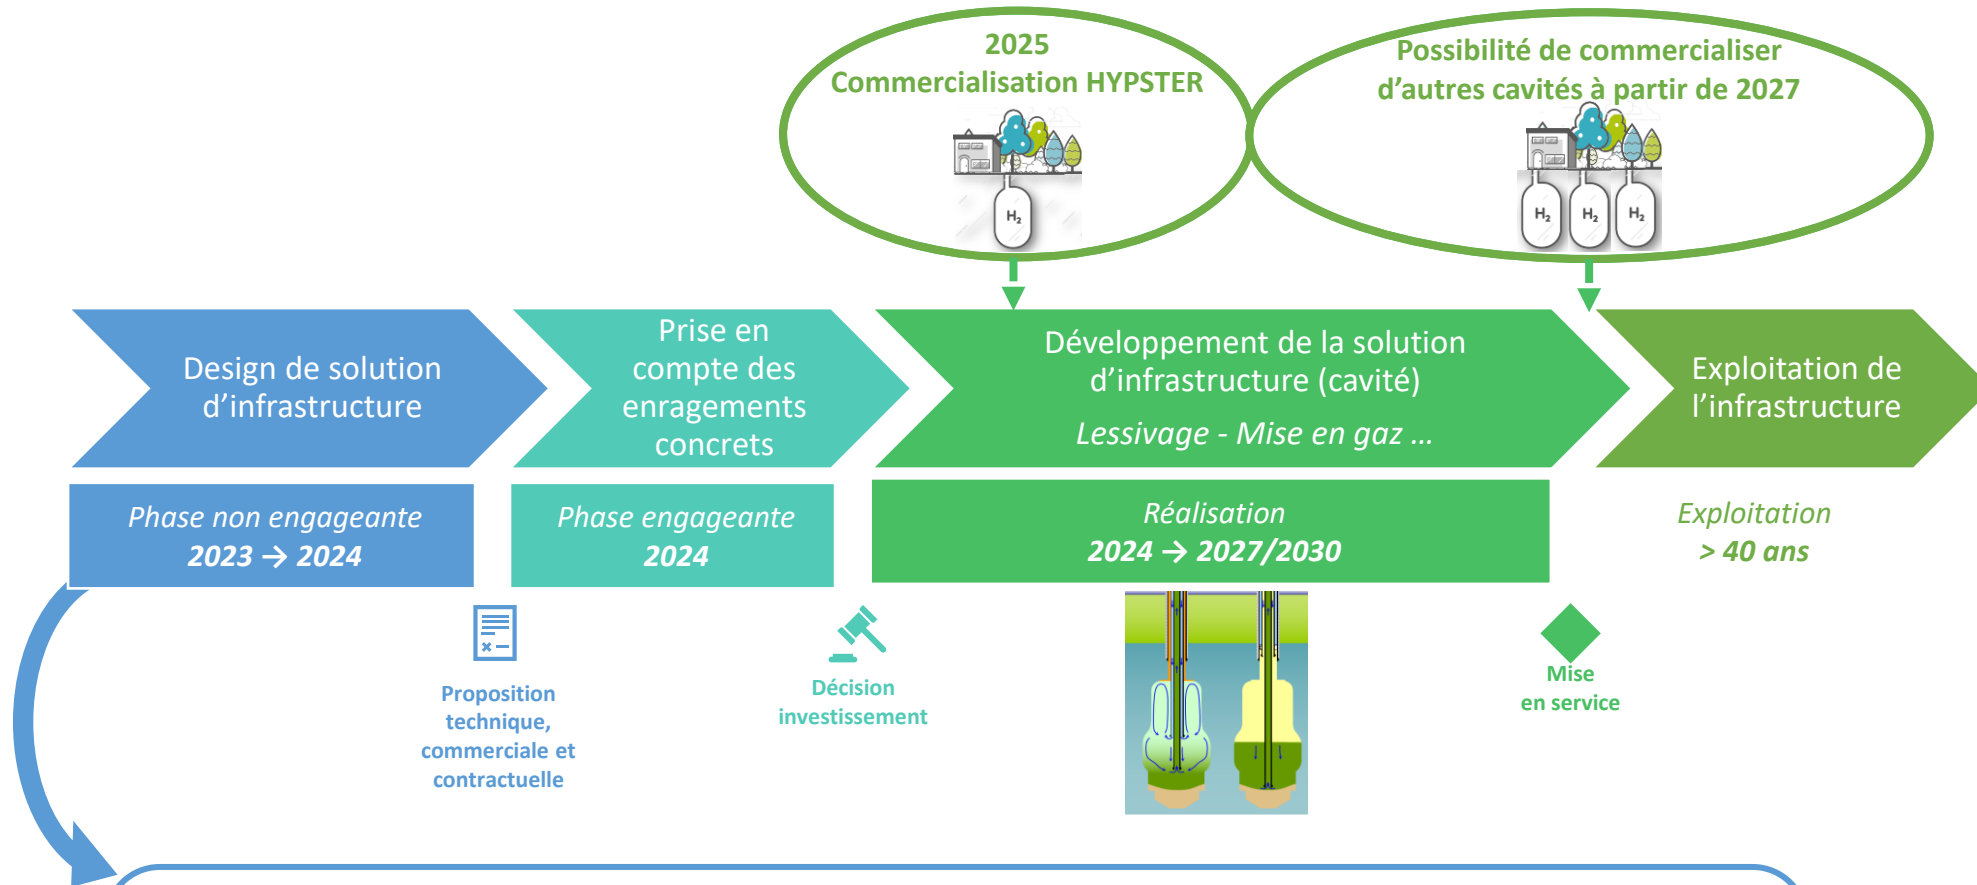 2025
Commercialisation HYPSTER
H2
Possibilité de commercialiser
d'autres cavités à partir de 2027
H2
H2
H2
Design de solution
d'infrastructure
Prise en
compte des
enragements
concrets
Développement de la solution
d'infrastructure (cavité)
Lessivage - Mise en gaz ...
Exploitation de
l'infrastructure
Phase non engageante
2023 → 2024
Phase engageante
2024
Réalisation
2024 → 2027/2030
Exploitation
> 40 ans
Proposition
technique,
commerciale et
contractuelle
Décision
investissement
Mise
en service